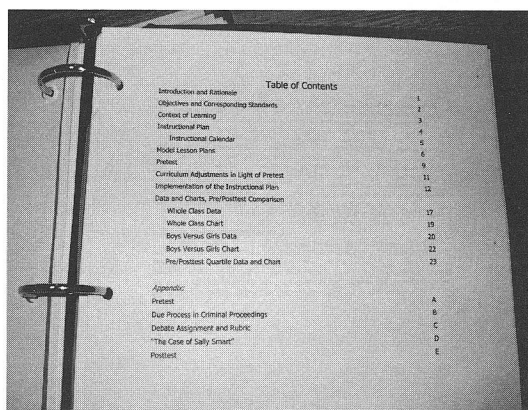 Table of Contents
Introduction and Rationale 1
Objectives and Corresponding Standards 2
Context of Learning 3
Instructional Plan 4
Instructional Calendar 5
Model Lesson Plans 6
Pretest 9
Curriculum Adjustments in Light of Pretest 11
Implementation of the Instructional Plan 12
Data and Charts, Pre/Posttest Comparison
Whole Class Data 17
Whole Class Chart 19
Boys Versus Girls Data 20
Boys Versus Girls Chart 22
Pre/Posttest Quartile Data and Chart 23
Appendix:
Pretest A
Due Process in Criminal Proceedings B
Debate Assignment and Rubric C
"The Case of Sally Smart" D
Posttest E